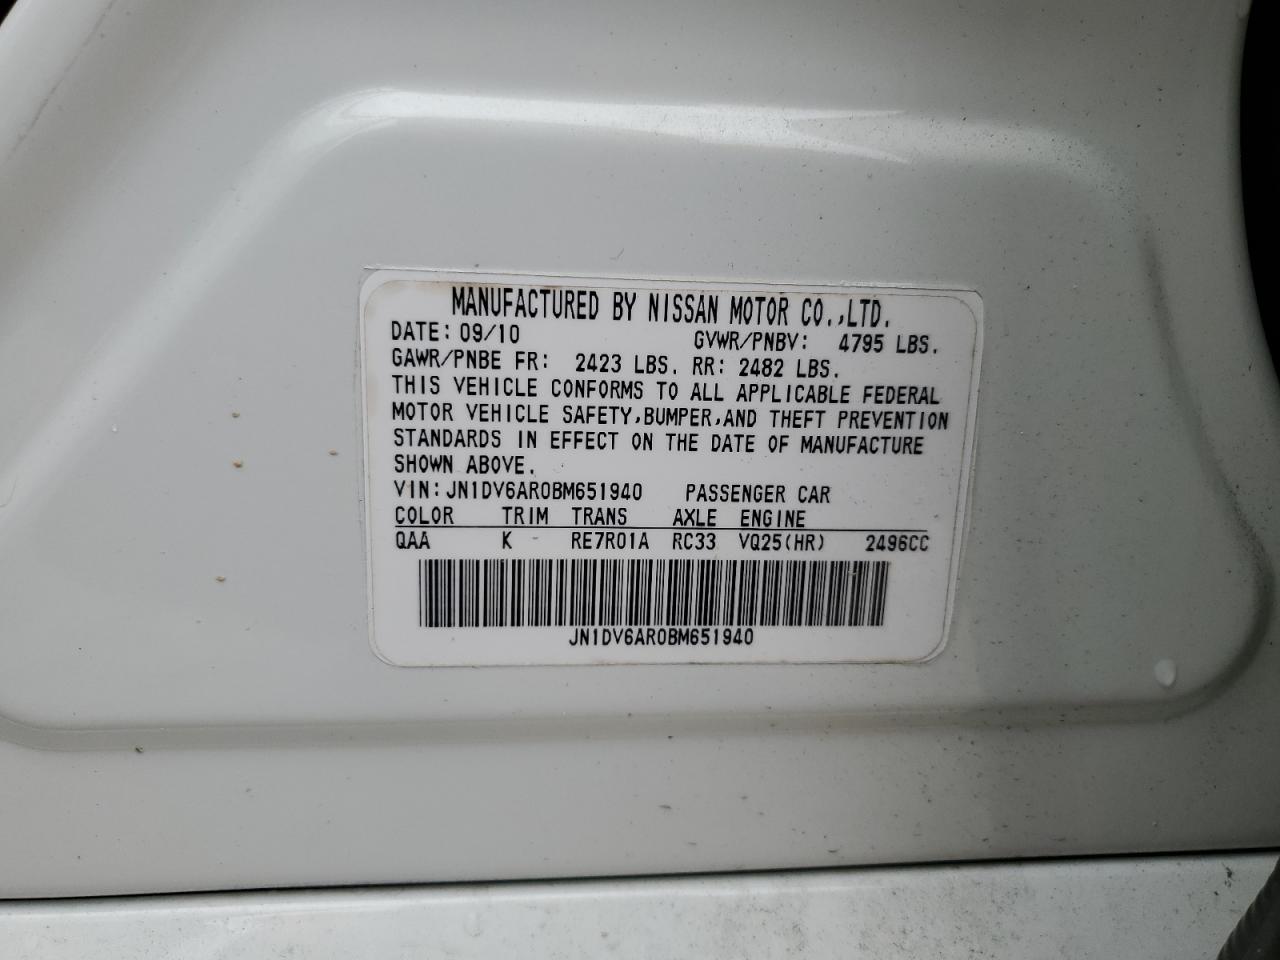 MANUFACTURED BY NISSAN MOTOR CO.,LTD.
DATE: 09/10 GVWR/PNBV: 4795 LBS.
GAWR/PNBE FR: 2423 LBS. RR: 2482 LBS.
THIS VEHICLE CONFORMS TO ALL APPLICABLE FEDERAL
MOTOR VEHICLE SAFETY,BUMPER,AND THEFT PREVENTION
STANDARDS IN EFFECT ON THE DATE OF MANUFACTURE
SHOWN ABOVE.
VIN: JN1DV6AR0BM651940 PASSENGER CAR
COLOR TRIM TRANS AXLE ENGINE
QAA K - RE7R01A RC33 VQ25(HR) 2496CC
JN1DV6AR0BM651940